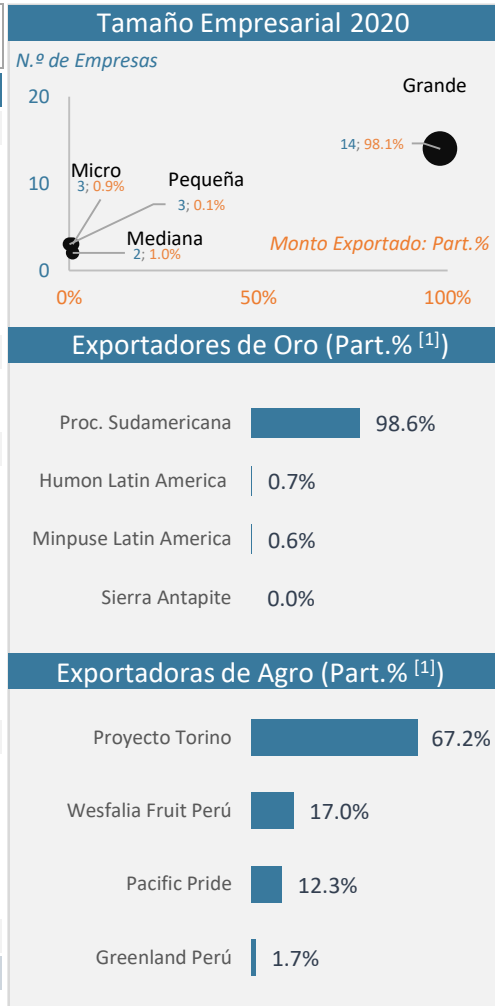 Tamaño Empresarial 2020
N.º de Empresas
20
Grande
14; 98.1%
10
Micro
3; 0.9%
Pequeña
3; 0.1%
Mediana
2; 1.0%
Monto Exportado: Part.%
0
0%
50%
100%
Exportadores de Oro (Part.% [1])
Proc. Sudamericana 98.6%
Humon Latin America 0.7%
Minpuse Latin America 0.6%
Sierra Antapite 0.0%
Exportadoras de Agro (Part.% [1])
Proyecto Torino 67.2%
Wesfalia Fruit Perú 17.0%
Pacific Pride 12.3%
Greenland Perú 1.7%